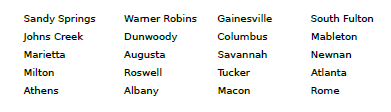 Sandy Springs Warner Robins Gainesville South Fulton
Johns Creek Dunwoody Columbus Mableton
Marietta Augusta Savannah Newnan
Milton Roswell Tucker Atlanta
Athens Albany Macon Rome